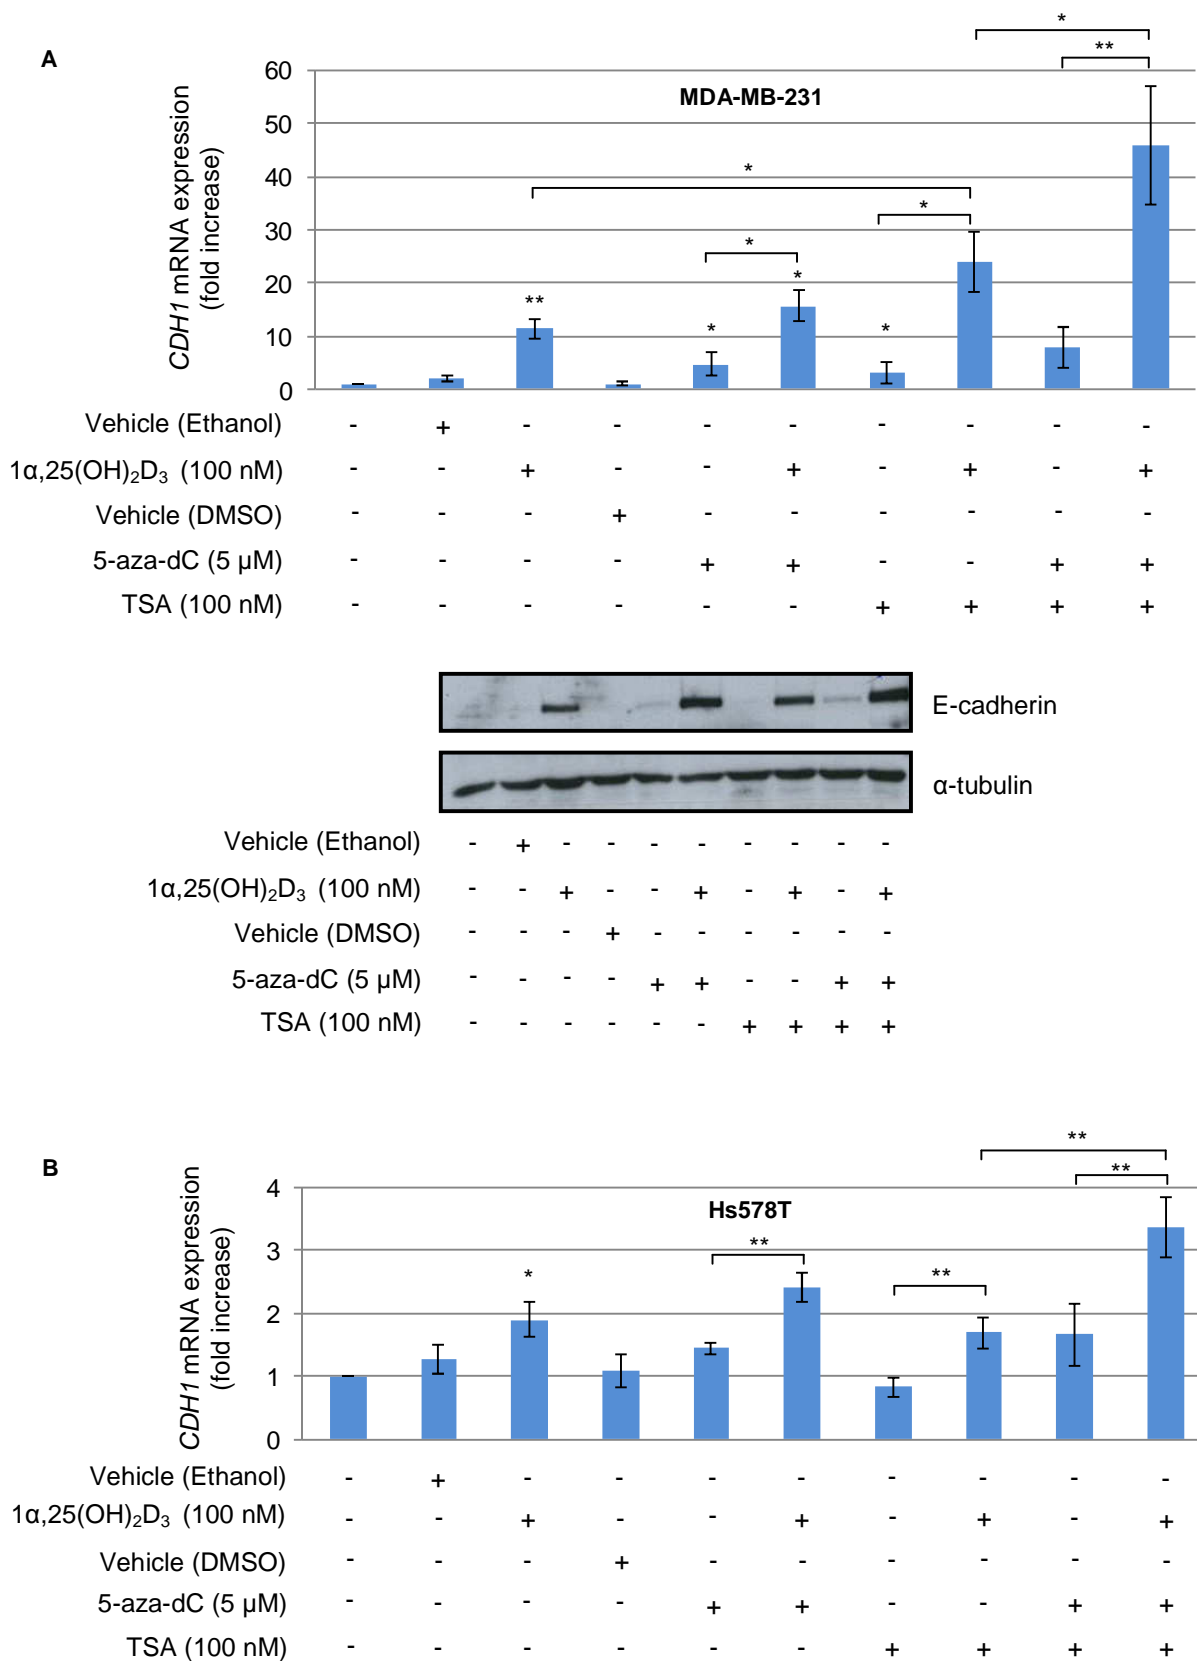 *
A
**
60
MDA-MB-231
50
40
*
30
*
*
20
**
*
10
*
*
0
CDH1 mRNA expression
(fold increase)
Vehicle (Ethanol) - + - - - - - - - -
1α,25(OH)₂D₃ (100 nM) - - + - - + - + - +
Vehicle (DMSO) - - - + - - - - - -
5-aza-dC (5 µM) - - - - + + - - + +
TSA (100 nM) - - - - - - + + + +
E-cadherin
α-tubulin
Vehicle (Ethanol) - + - - - - - - - -
1α,25(OH)₂D₃ (100 nM) - - + - - + - + - +
Vehicle (DMSO) - - - + - - - - - -
5-aza-dC (5 µM) - - - - + + - - + +
TSA (100 nM) - - - - - - + + + +
**
B
**
4
Hs578T
**
3
*
**
2
1
0
CDH1 mRNA expression
(fold increase)
Vehicle (Ethanol) - + - - - - - - - -
1α,25(OH)₂D₃ (100 nM) - - + - - + - + - +
Vehicle (DMSO) - - - + - - - - - -
5-aza-dC (5 µM) - - - - + + - - + +
TSA (100 nM) - - - - - - + + + +